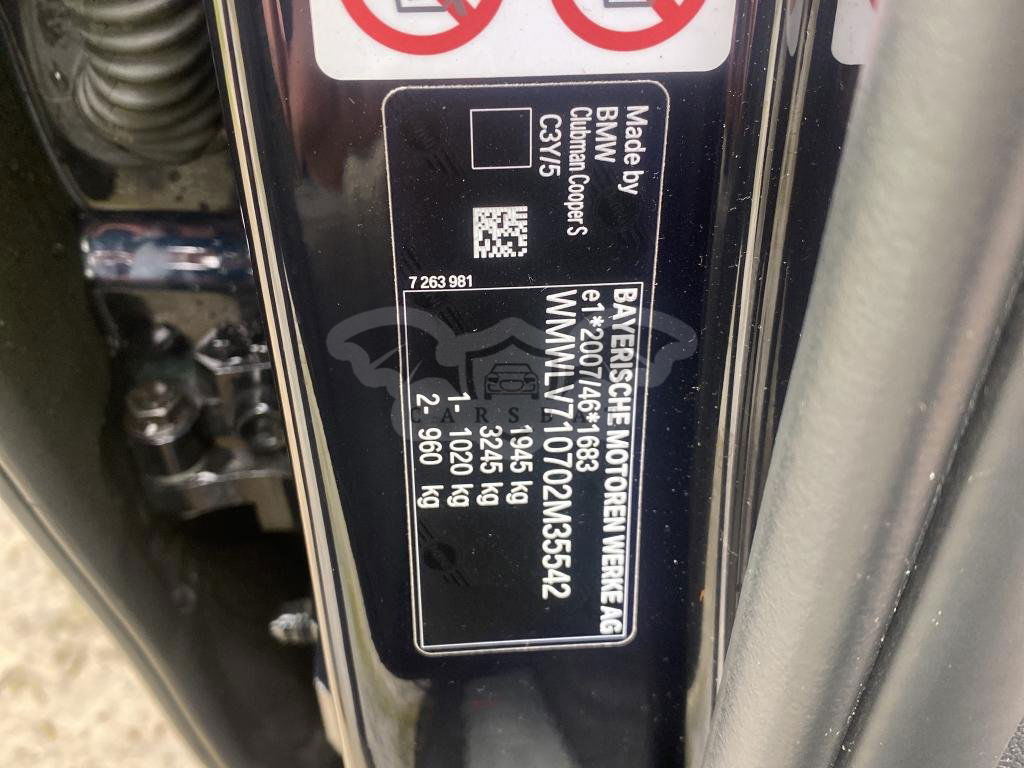 Made by
BMW
Clubman Cooper S
C3Y/5
7 263 981
BAYERISCHE MOTOREN WERKE AG
e1*2007/46*1683
WMWLV710702M35542
1945 kg
3245 kg
1- 1020 kg
2- 960 kg